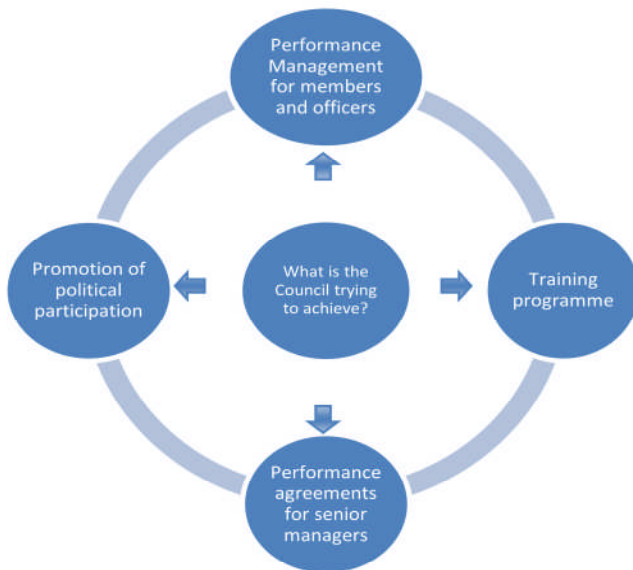 Performance
Management
for members
and officers
Promotion of
political
participation
What is the
Council trying
to achieve?
Training
programme
Performance
agreements
for senior
managers